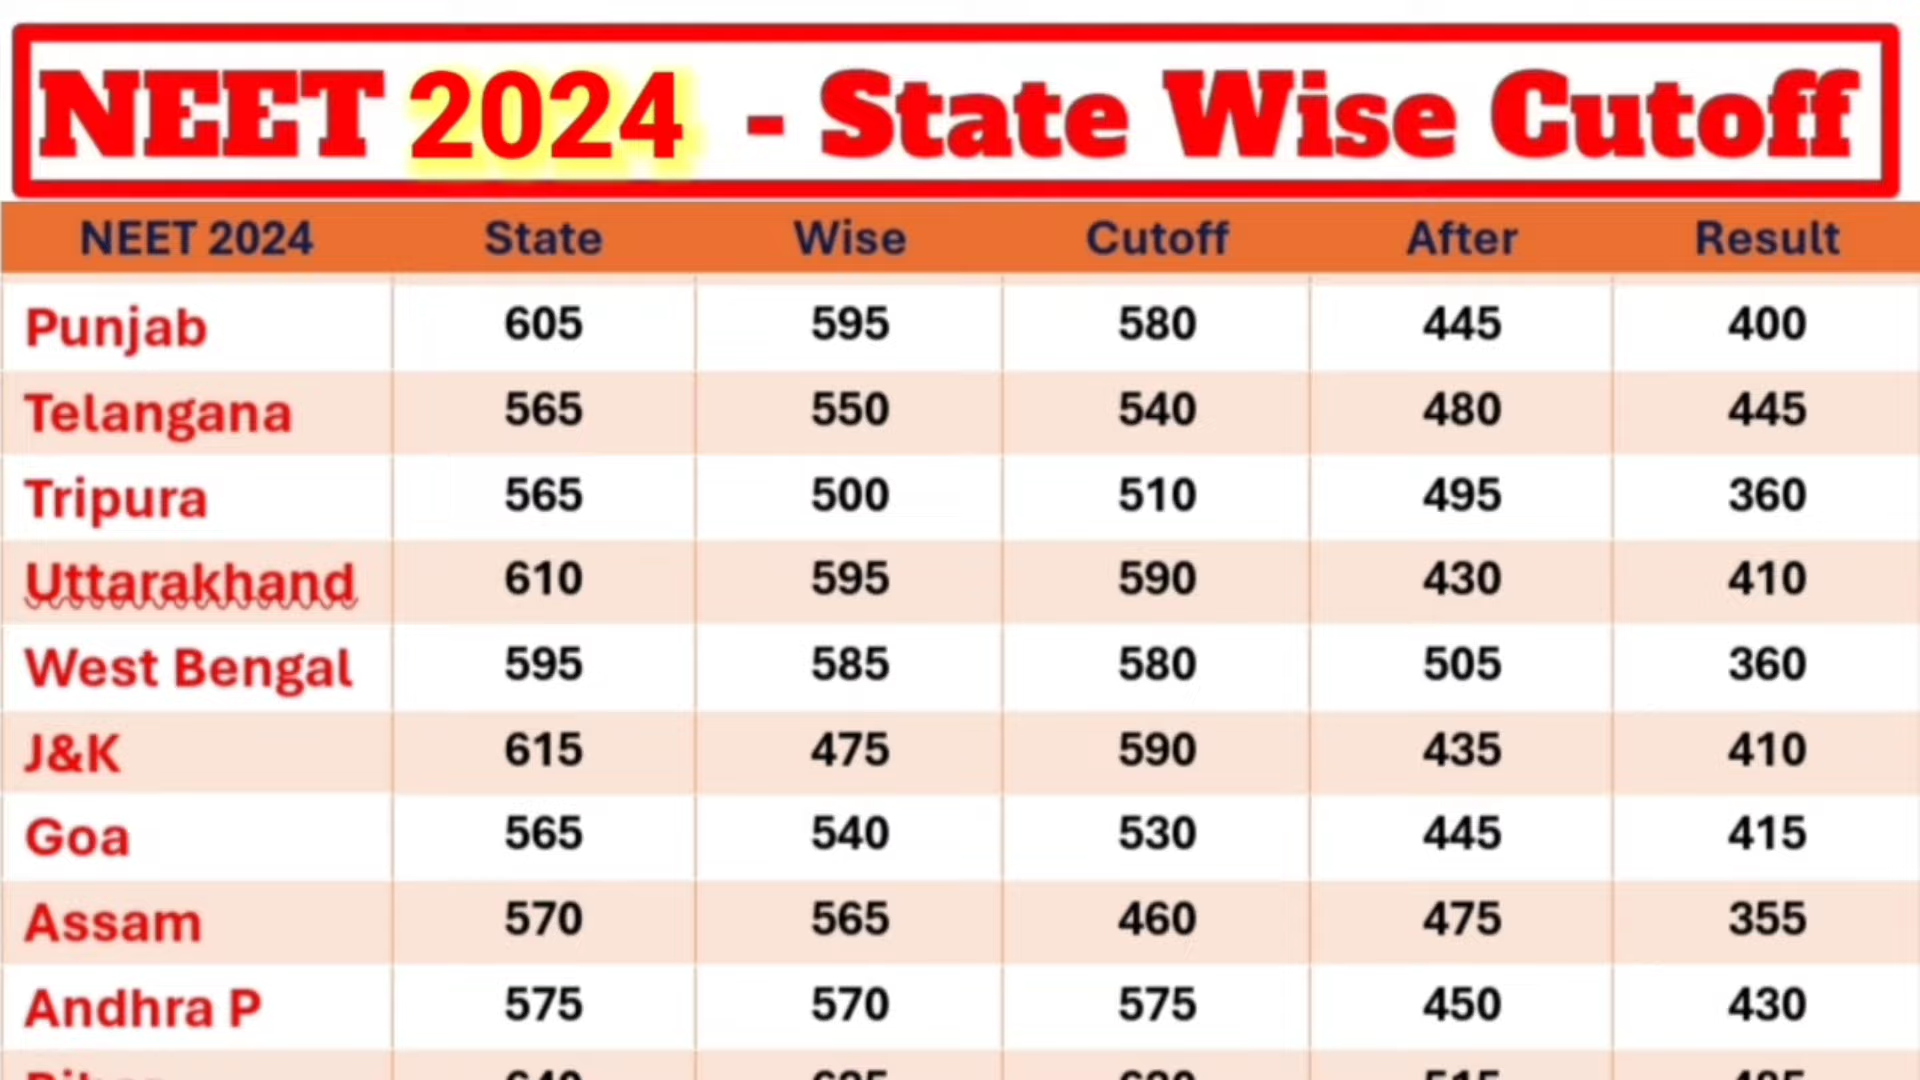 NEET 2024 - State Wise Cutoff
NEET 2024 State Wise Cutoff After Result
Punjab 605 595 580 445 400
Telangana 565 550 540 480 445
Tripura 565 500 510 495 360
Uttarakhand 610 595 590 430 410
West Bengal 595 585 580 505 360
J&K 615 475 590 435 410
Goa 565 540 530 445 415
Assam 570 565 460 475 355
Andhra P 575 570 575 450 430